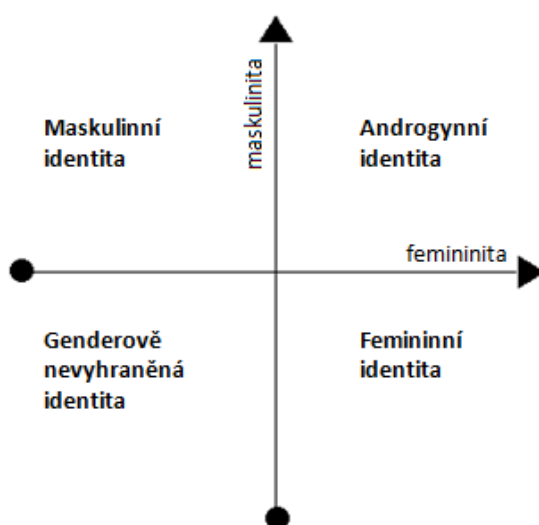 maskulinita
Maskulinní
identita
Androgynní
identita
femininita
Genderově
nevyhraněná
identita
Femininní
identita